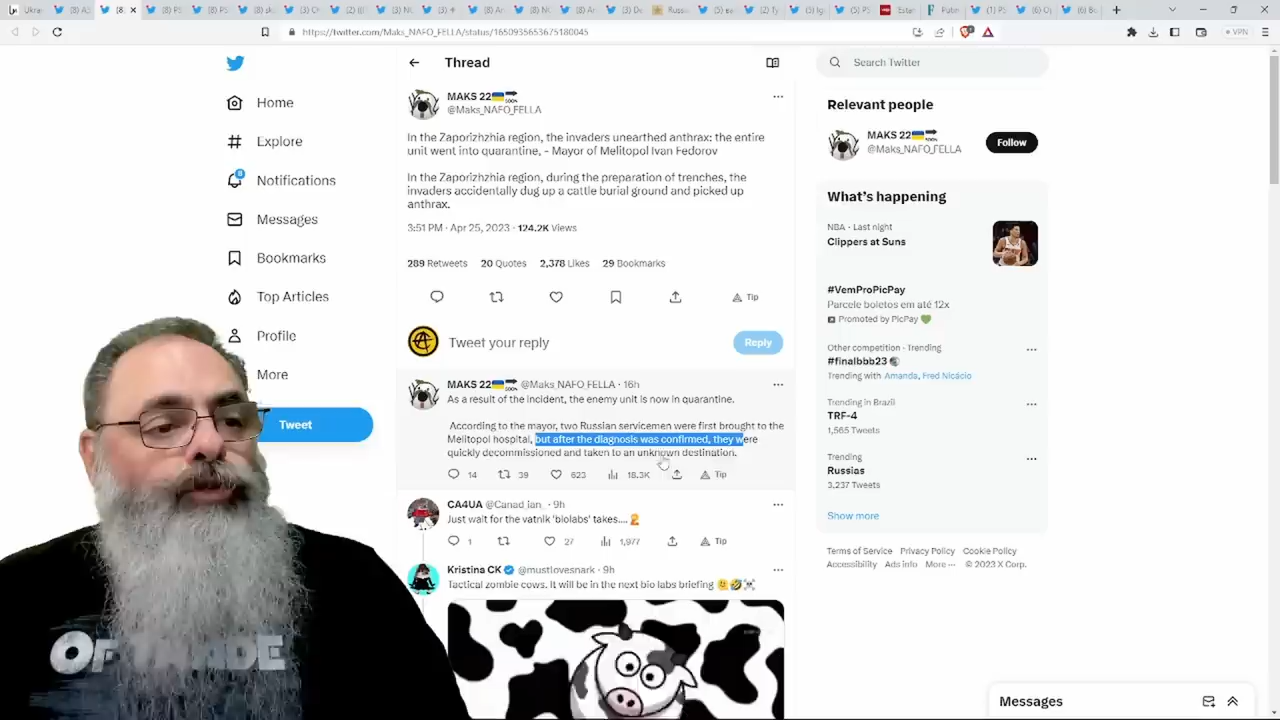 https://twitter.com/Maks_NAFO_FELLA/status/1650935653675180045
VPN
Home
Explore
Notifications
8
Messages
Bookmarks
Top Articles
Profile
More
Tweet
Thread
MAKS 22
@Maks_NAFO_FELLA
In the Zaporizhzhia region, the invaders unearthed anthrax: the entire
unit went into quarantine, - Mayor of Melitopol Ivan Fedorov
In the Zaporizhzhia region, during the preparation of trenches, the
invaders accidentally dug up a cattle burial ground and picked up
anthrax.
3:51 PM · Apr 25, 2023 · 124.2K Views
289 Retweets 20 Quotes 2,378 Likes 29 Bookmarks
Tip
Tweet your reply
Reply
MAKS 22 @Maks_NAFO_FELLA · 16h
As a result of the incident, the enemy unit is now in quarantine.
According to the mayor, two Russian servicemen were first brought to the
Melitopol hospital, but after the diagnosis was confirmed, they were
quickly decommissioned and taken to an unknown destination.
14 39 623 18.3K Tip
CA4UA @Canad_ian_ · 9h
Just wait for the vatnik 'biolabs' takes....
1 27 1,977 Tip
Kristina CK @mustlovesnark · 9h
Tactical zombie cows. It will be in the next bio labs briefing
Search Twitter
Relevant people
MAKS 22
@Maks_NAFO_FELLA
Follow
What's happening
NBA · Last night
Clippers at Suns
#VemProPicPay
Parcele boletos em até 12x
Promoted by PicPay
Other competition · Trending
#finalbbb23
Trending with Amanda, Fred Nicácio
Trending in Brazil
TRF-4
1,565 Tweets
Trending
Russias
3,237 Tweets
Show more
Terms of Service Privacy Policy Cookie Policy
Accessibility Ads info More ··· © 2023 X Corp.
Messages